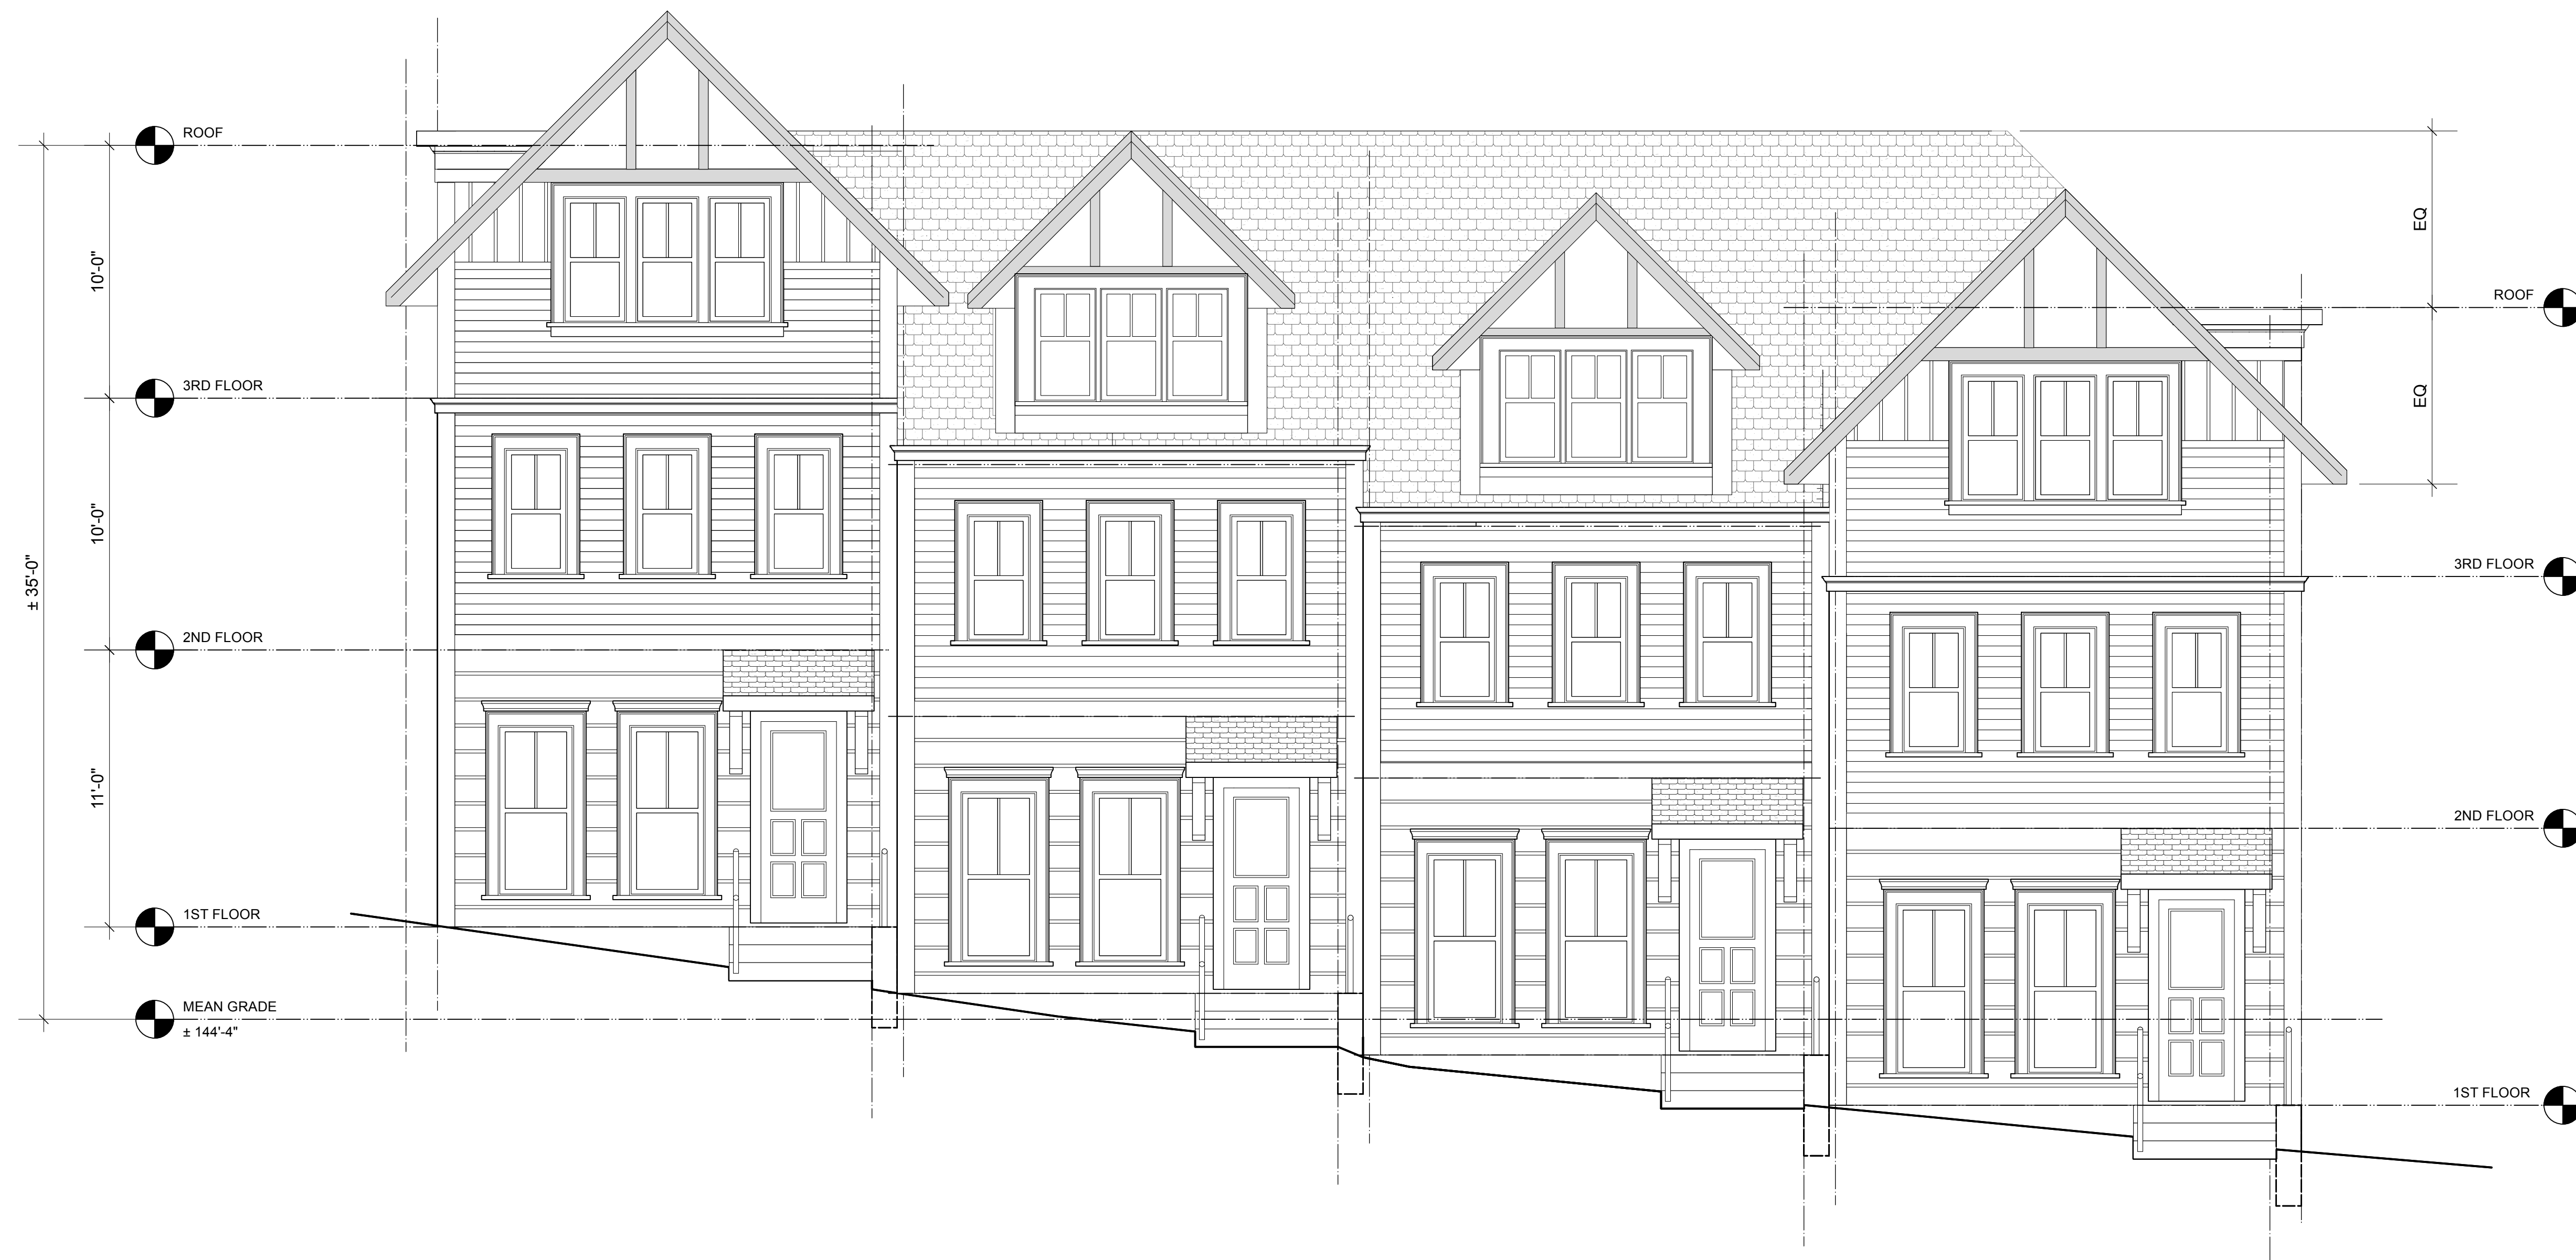 ROOF
10'-0"
3RD FLOOR
10'-0"
± 35'-0"
2ND FLOOR
11'-0"
1ST FLOOR
MEAN GRADE
± 144'-4"
EQ
ROOF
EQ
3RD FLOOR
2ND FLOOR
1ST FLOOR